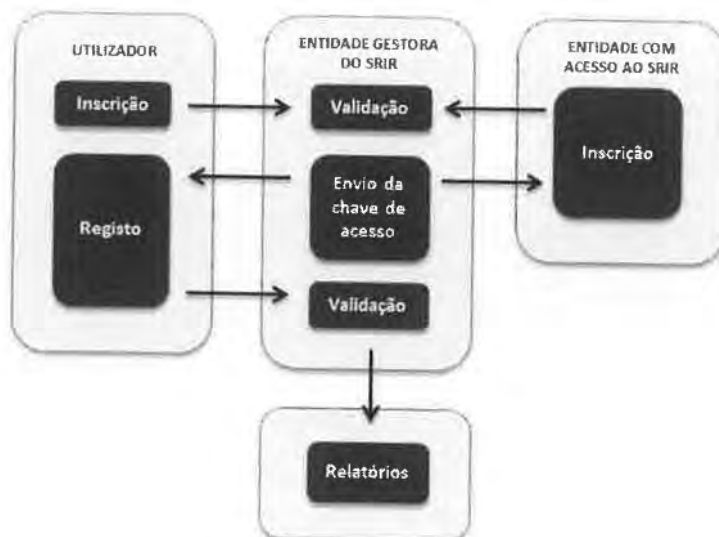 UTILIZADOR
Inscrição
Registo
ENTIDADE GESTORA
DO SRIR
Validação
Envio da
chave de
acesso
Validação
ENTIDADE COM
ACESSO AO SRIR
Inscrição
Relatórios